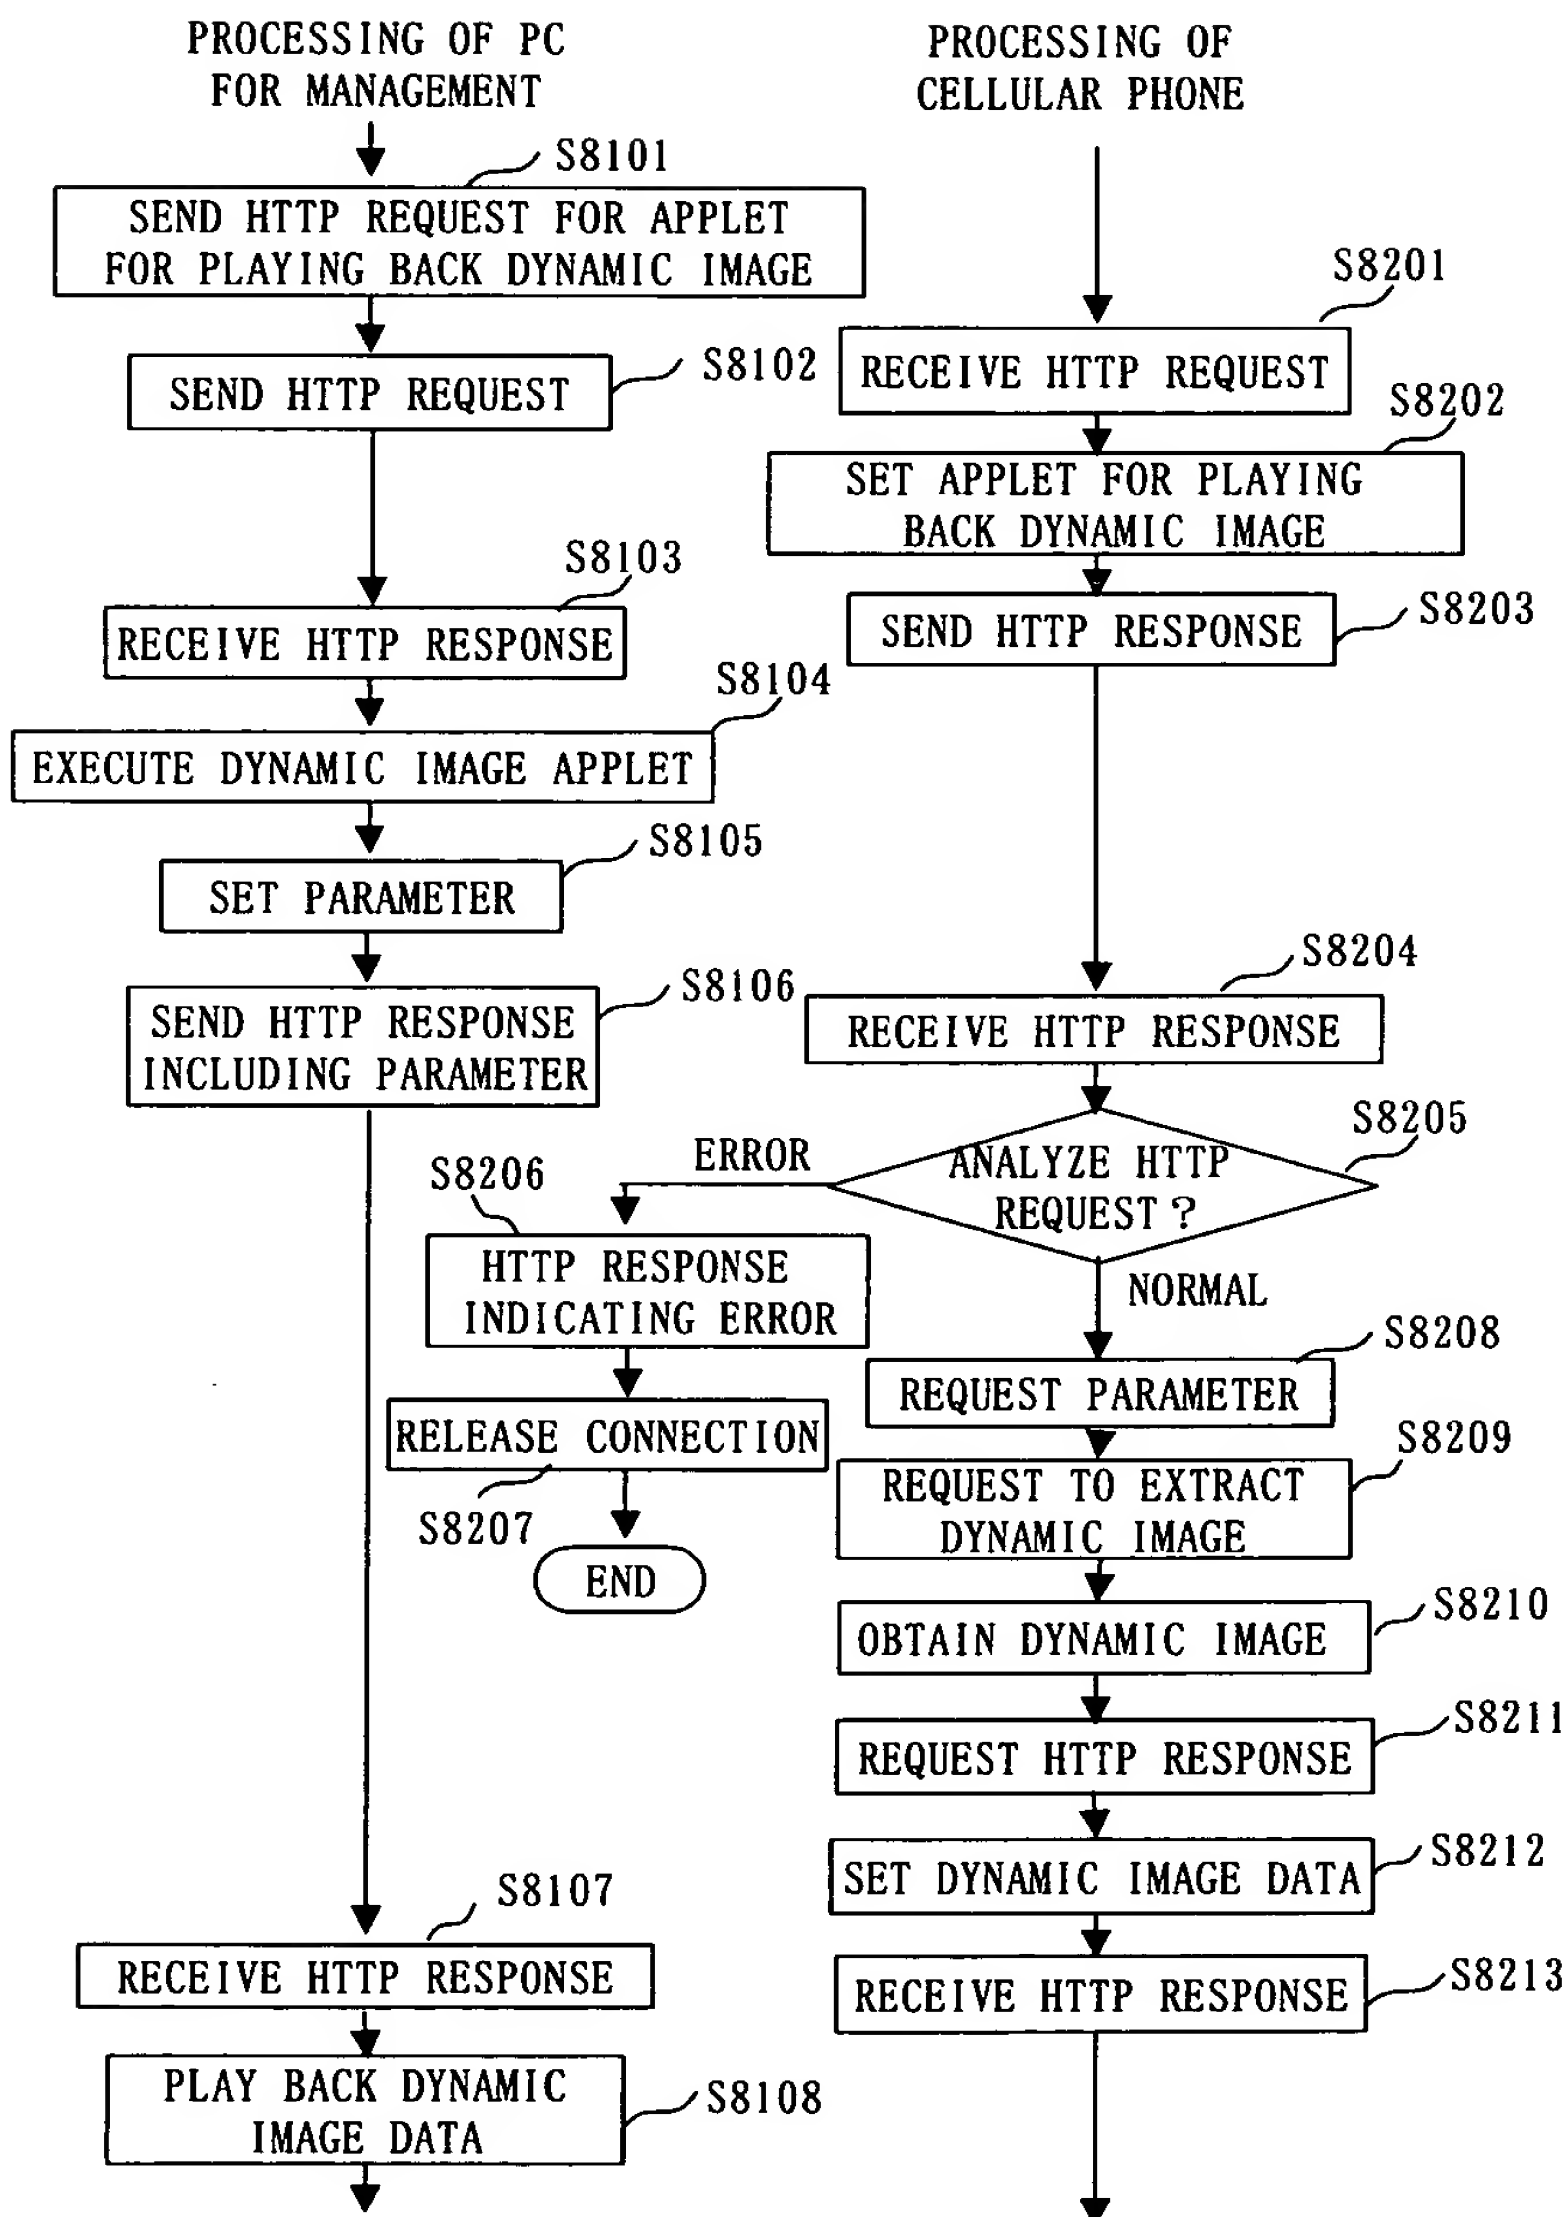 PROCESSING OF PC
FOR MANAGEMENT
S8101
SEND HTTP REQUEST FOR APPLET
FOR PLAYING BACK DYNAMIC IMAGE
S8102
SEND HTTP REQUEST
S8103
RECEIVE HTTP RESPONSE
S8104
EXECUTE DYNAMIC IMAGE APPLET
S8105
SET PARAMETER
S8106
SEND HTTP RESPONSE
INCLUDING PARAMETER
S8107
RECEIVE HTTP RESPONSE
PLAY BACK DYNAMIC
IMAGE DATA
S8108
PROCESSING OF
CELLULAR PHONE
S8201
RECEIVE HTTP REQUEST
S8202
SET APPLET FOR PLAYING
BACK DYNAMIC IMAGE
S8203
SEND HTTP RESPONSE
S8204
RECEIVE HTTP RESPONSE
S8205
ANALYZE HTTP
REQUEST?
ERROR
S8206
HTTP RESPONSE
INDICATING ERROR
RELEASE CONNECTION
S8207
END
NORMAL
S8208
REQUEST PARAMETER
S8209
REQUEST TO EXTRACT
DYNAMIC IMAGE
S8210
OBTAIN DYNAMIC IMAGE
S8211
REQUEST HTTP RESPONSE
S8212
SET DYNAMIC IMAGE DATA
S8213
RECEIVE HTTP RESPONSE